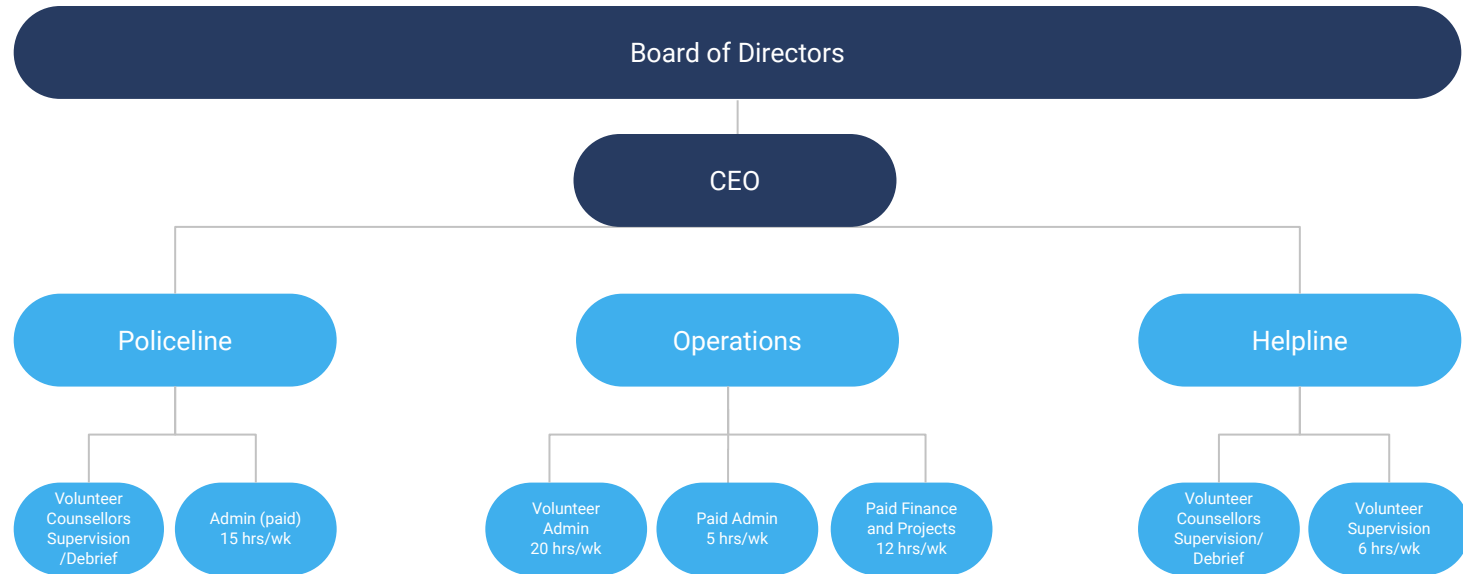 Board of Directors
CEO
Policeline
Operations
Helpline
Volunteer
Counsellors
Supervision
/Debrief
Admin (paid)
15 hrs/wk
Volunteer
Admin
20 hrs/wk
Paid Admin
5 hrs/wk
Paid Finance
and Projects
12 hrs/wk
Volunteer
Counsellors
Supervision/
Debrief
Volunteer
Supervision
6 hrs/wk